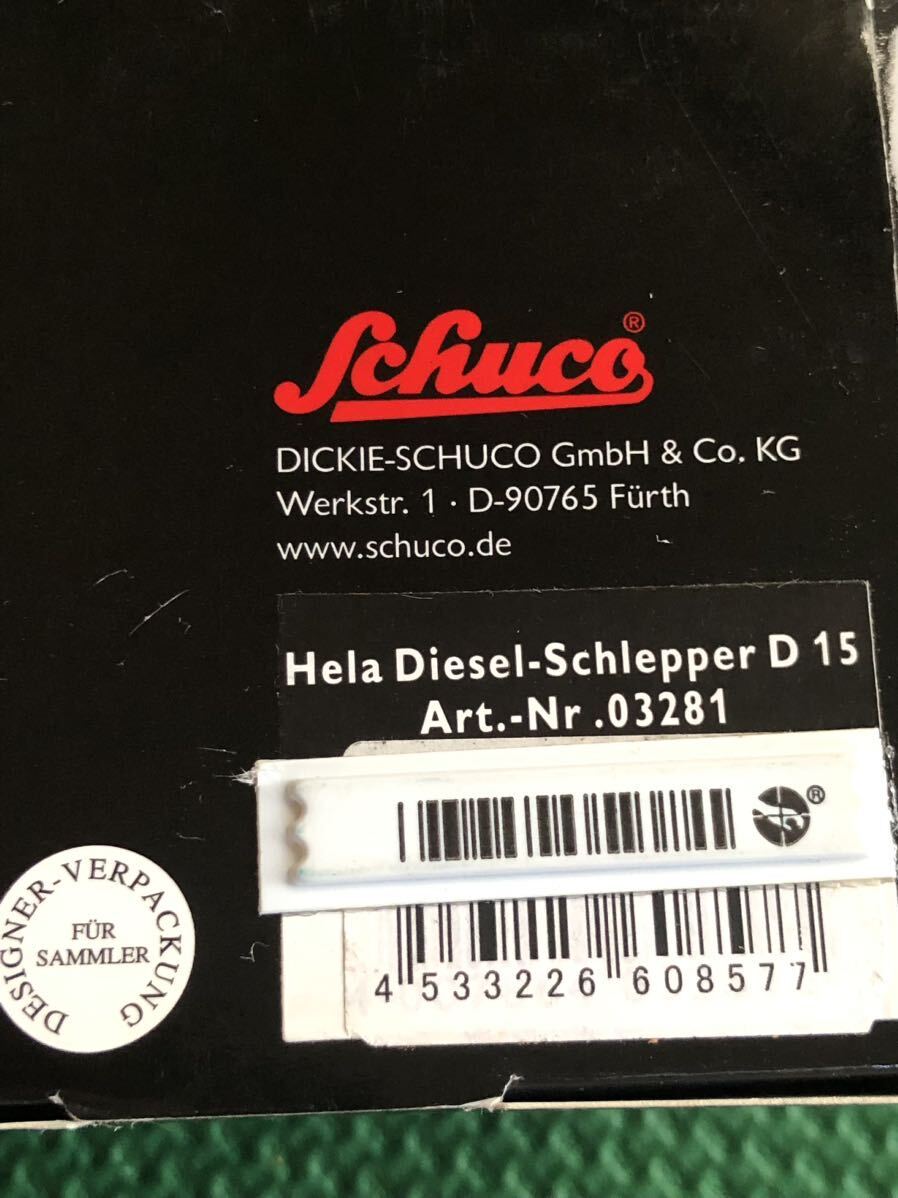 Schuco®
DICKIE-SCHUCO GmbH & Co. KG
Werkstr. 1 · D-90765 Fürth
www.schuco.de
Hela Diesel-Schlepper D 15
Art.-Nr.03281
®
4 533226 608577
DESIGNER-VERPACKUNG
FÜR
SAMMLER